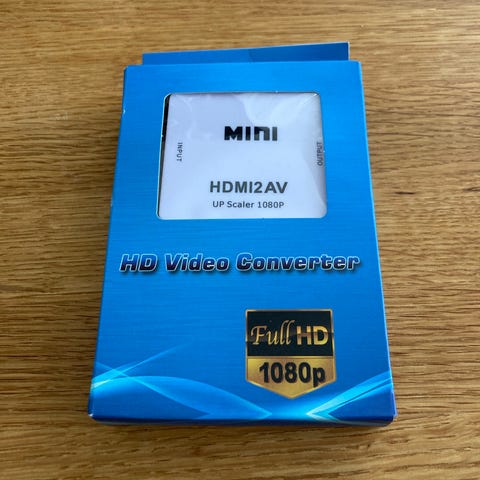 MINI
INPUT
OUTPUT
HDMI2AV
UP Scaler 1080P
HD Video Converter
Full HD
1080p